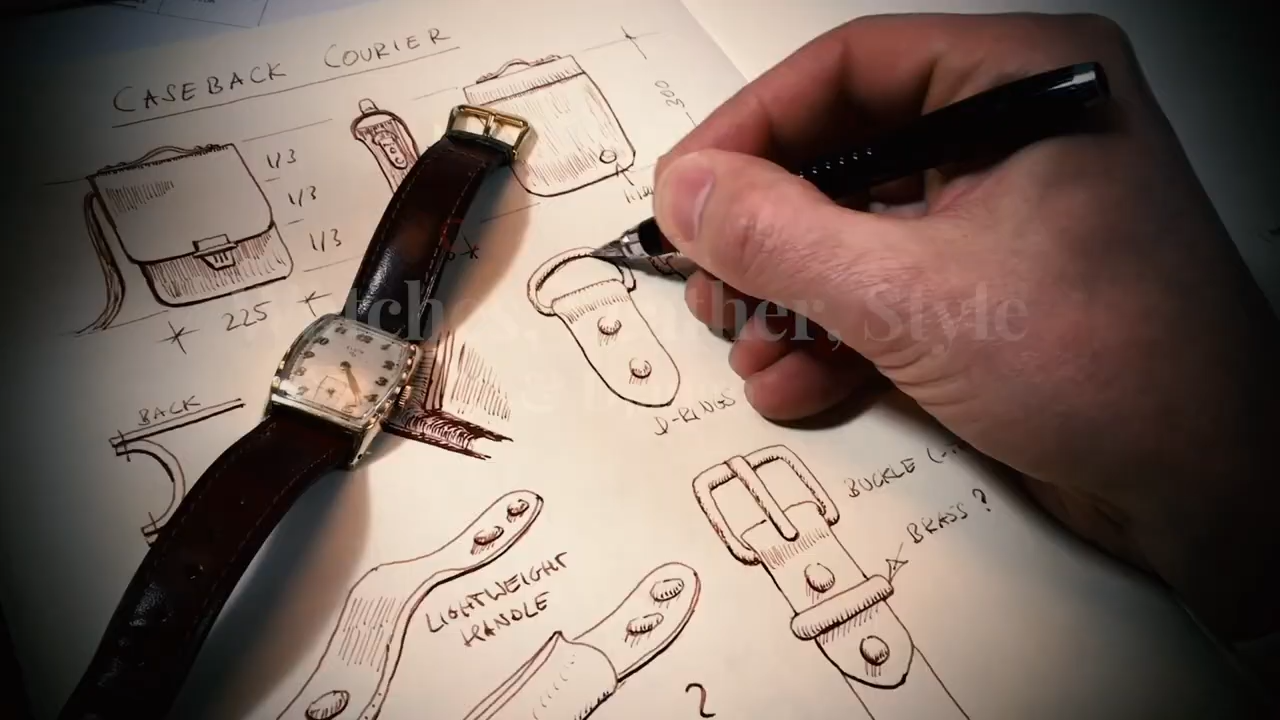 CASEBACK COURIER
1/3
1/3
1/3
300
225
Watches, Leather, Style
BACK
D-RINGS
BUCKLE
BRASS?
LIGHTWEIGHT
HANDLE
2